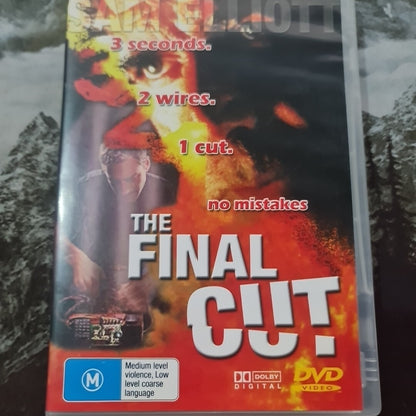 SAM ELLIOTT
3 seconds.
2 wires.
1 cut.
no mistakes
THE
FINAL
CUT
M
Medium level
violence, Low
level coarse
language
DOLBY
DIGITAL
DVD
VIDEO